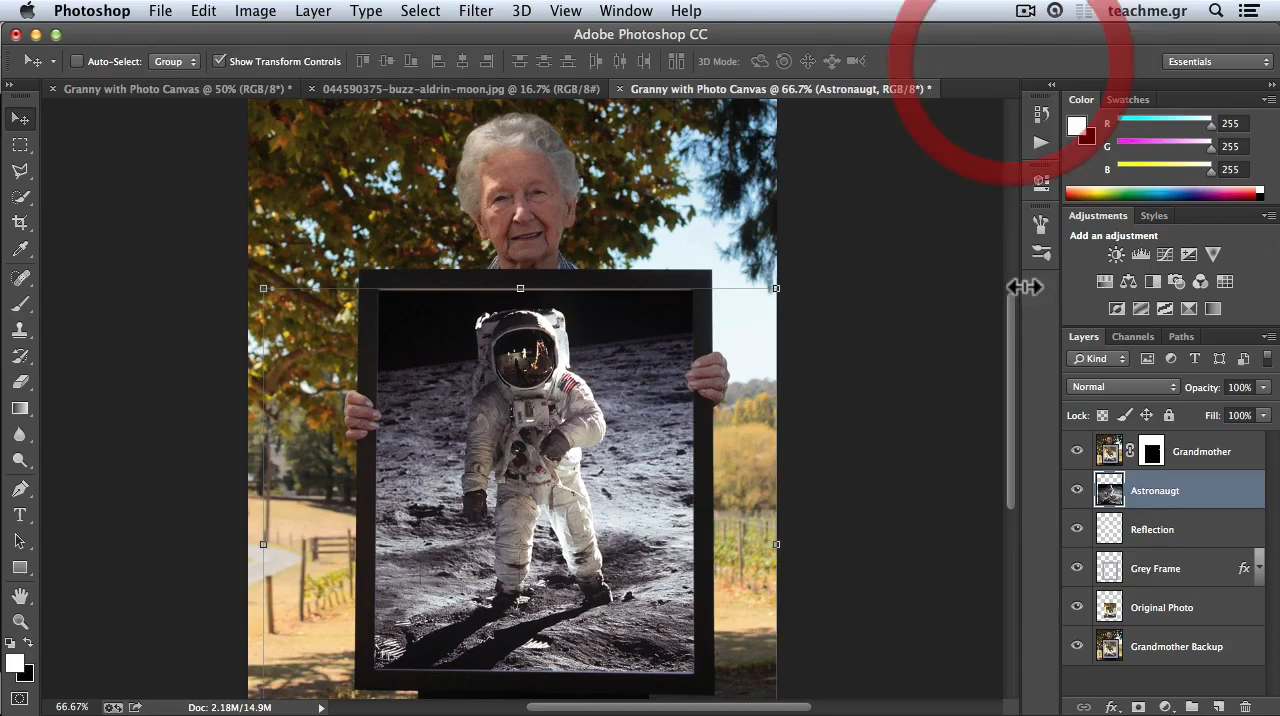 Photoshop File Edit Image Layer Type Select Filter 3D View Window Help teachme.gr
Adobe Photoshop CC
Auto-Select: Group Show Transform Controls 3D Mode: Essentials
Granny with Photo Canvas @ 50% (RGB/8*) * 044590375-buzz-aldrin-moon.jpg @ 16.7% (RGB/8#) Granny with Photo Canvas @ 66.7% (Astronaugt, RGB/8*) *
Color Swatches
R 255
G 255
B 255
Adjustments Styles
Add an adjustment
Layers Channels Paths
Kind
Normal Opacity: 100%
Lock: Fill: 100%
Grandmother
Astronaugt
Reflection
Grey Frame fx
Original Photo
Grandmother Backup
66.67% Doc: 2.18M/14.9M
fx